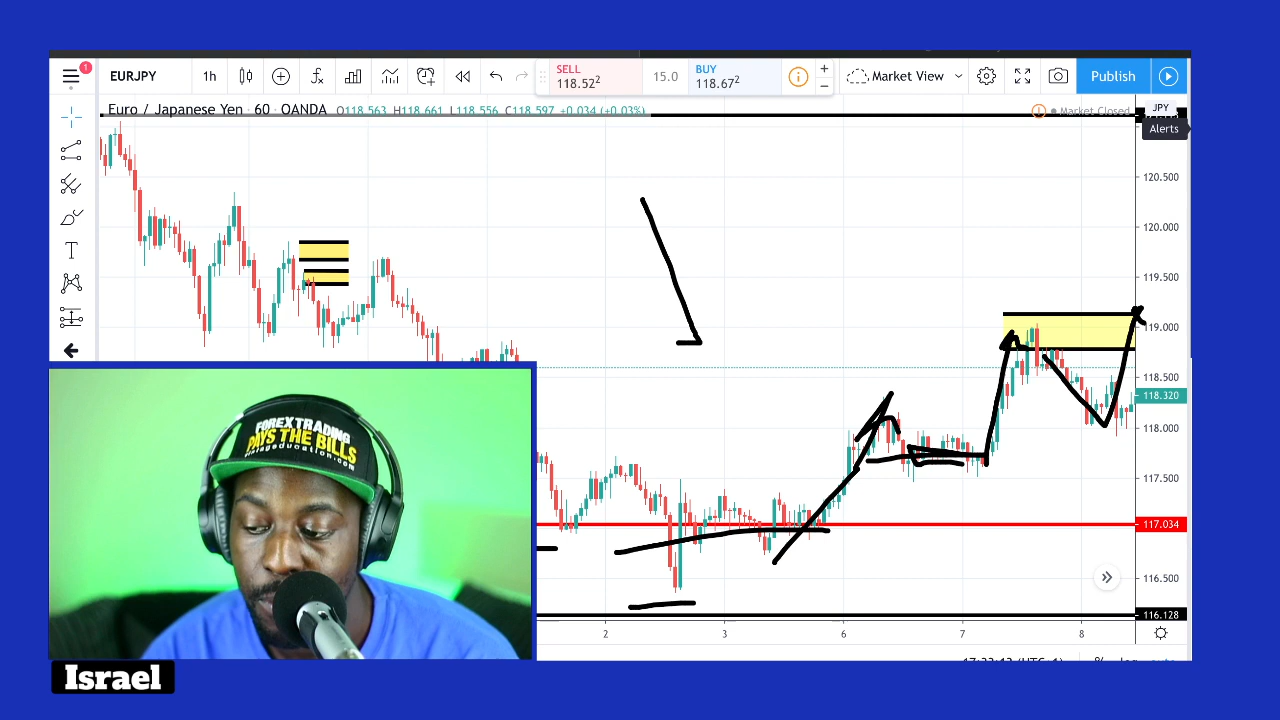 1
EURJPY
1h
SELL
118.52²
15.0
BUY
118.67²
Market View
Publish
Euro / Japanese Yen · 60 · OANDA O118.563 H118.661 L118.556 C118.597 +0.034 (+0.03%)
Market Closed
JPY
Alerts
120.500
120.000
119.500
119.000
118.500
118.320
118.000
117.500
117.034
116.500
116.128
2 3 6 7 8
FOREX TRADING
PAYS THE BILLS
Israel